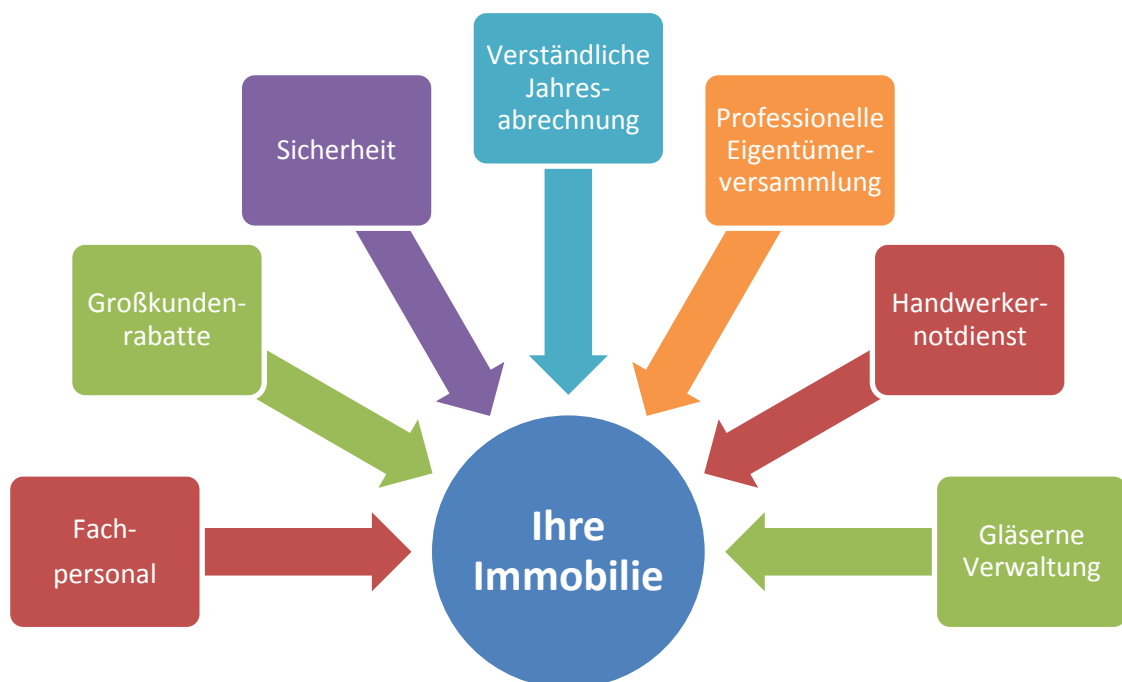 Verständliche
Jahres-
abrechnung
Sicherheit
Professionelle
Eigentümer-
versammlung
Großkunden-
rabatte
Handwerker-
notdienst
Fach-
personal
Ihre
Immobilie
Gläserne
Verwaltung